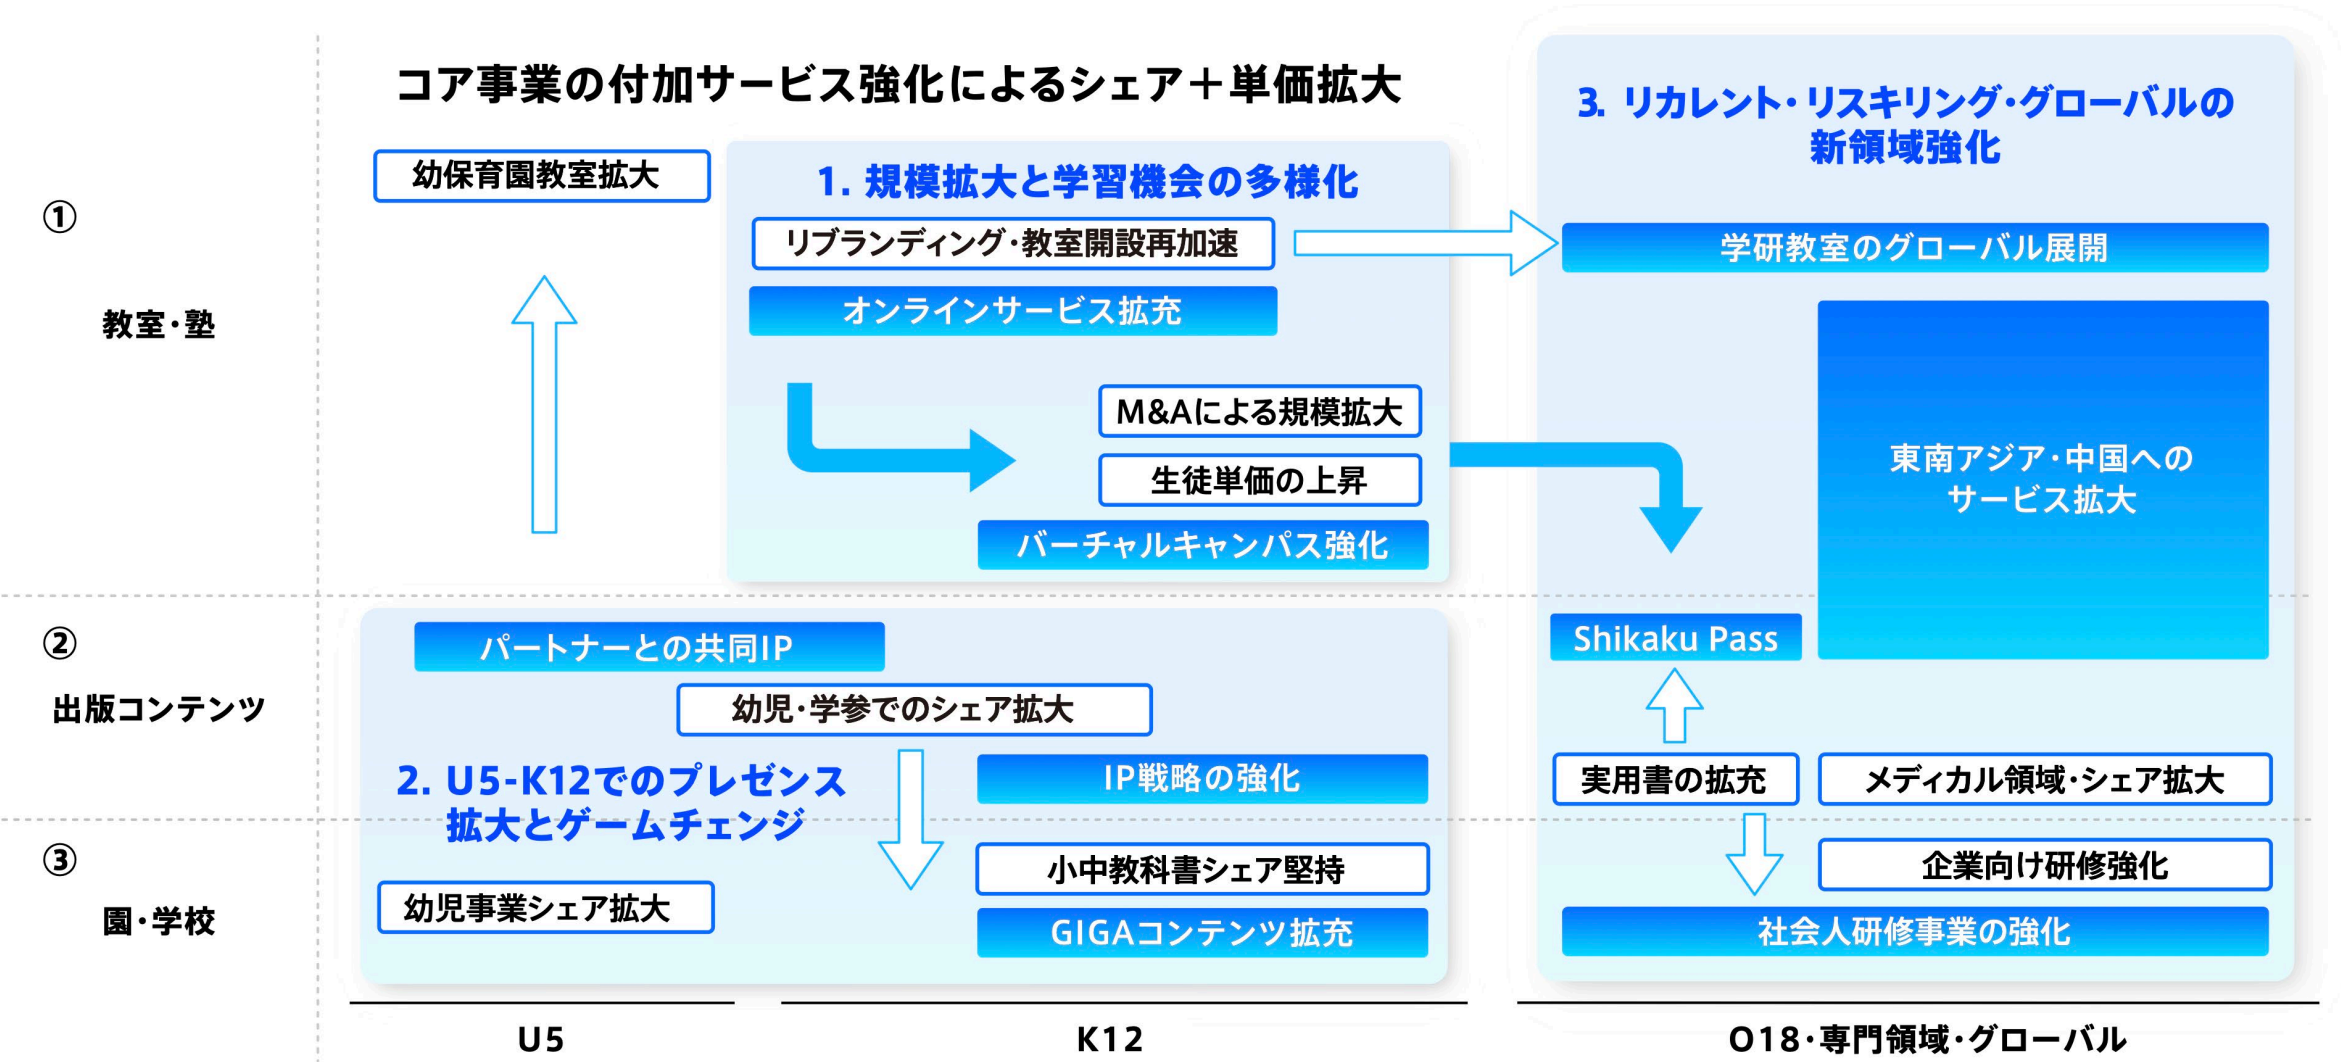 コア事業の付加サービス強化によるシェア＋単価拡大
①
教室・塾
幼保育園教室拡大
1. 規模拡大と学習機会の多様化
リブランディング・教室開設再加速
オンラインサービス拡充
M&Aによる規模拡大
生徒単価の上昇
バーチャルキャンパス強化
3. リカレント・リスキリング・グローバルの
新領域強化
学研教室のグローバル展開
東南アジア・中国への
サービス拡大
②
出版コンテンツ
パートナーとの共同IP
幼児・学参でのシェア拡大
2. U5-K12でのプレゼンス
拡大とゲームチェンジ
IP戦略の強化
Shikaku Pass
実用書の拡充
メディカル領域・シェア拡大
③
園・学校
幼児事業シェア拡大
小中教科書シェア堅持
GIGAコンテンツ拡充
企業向け研修強化
社会人研修事業の強化
U5
K12
O18・専門領域・グローバル